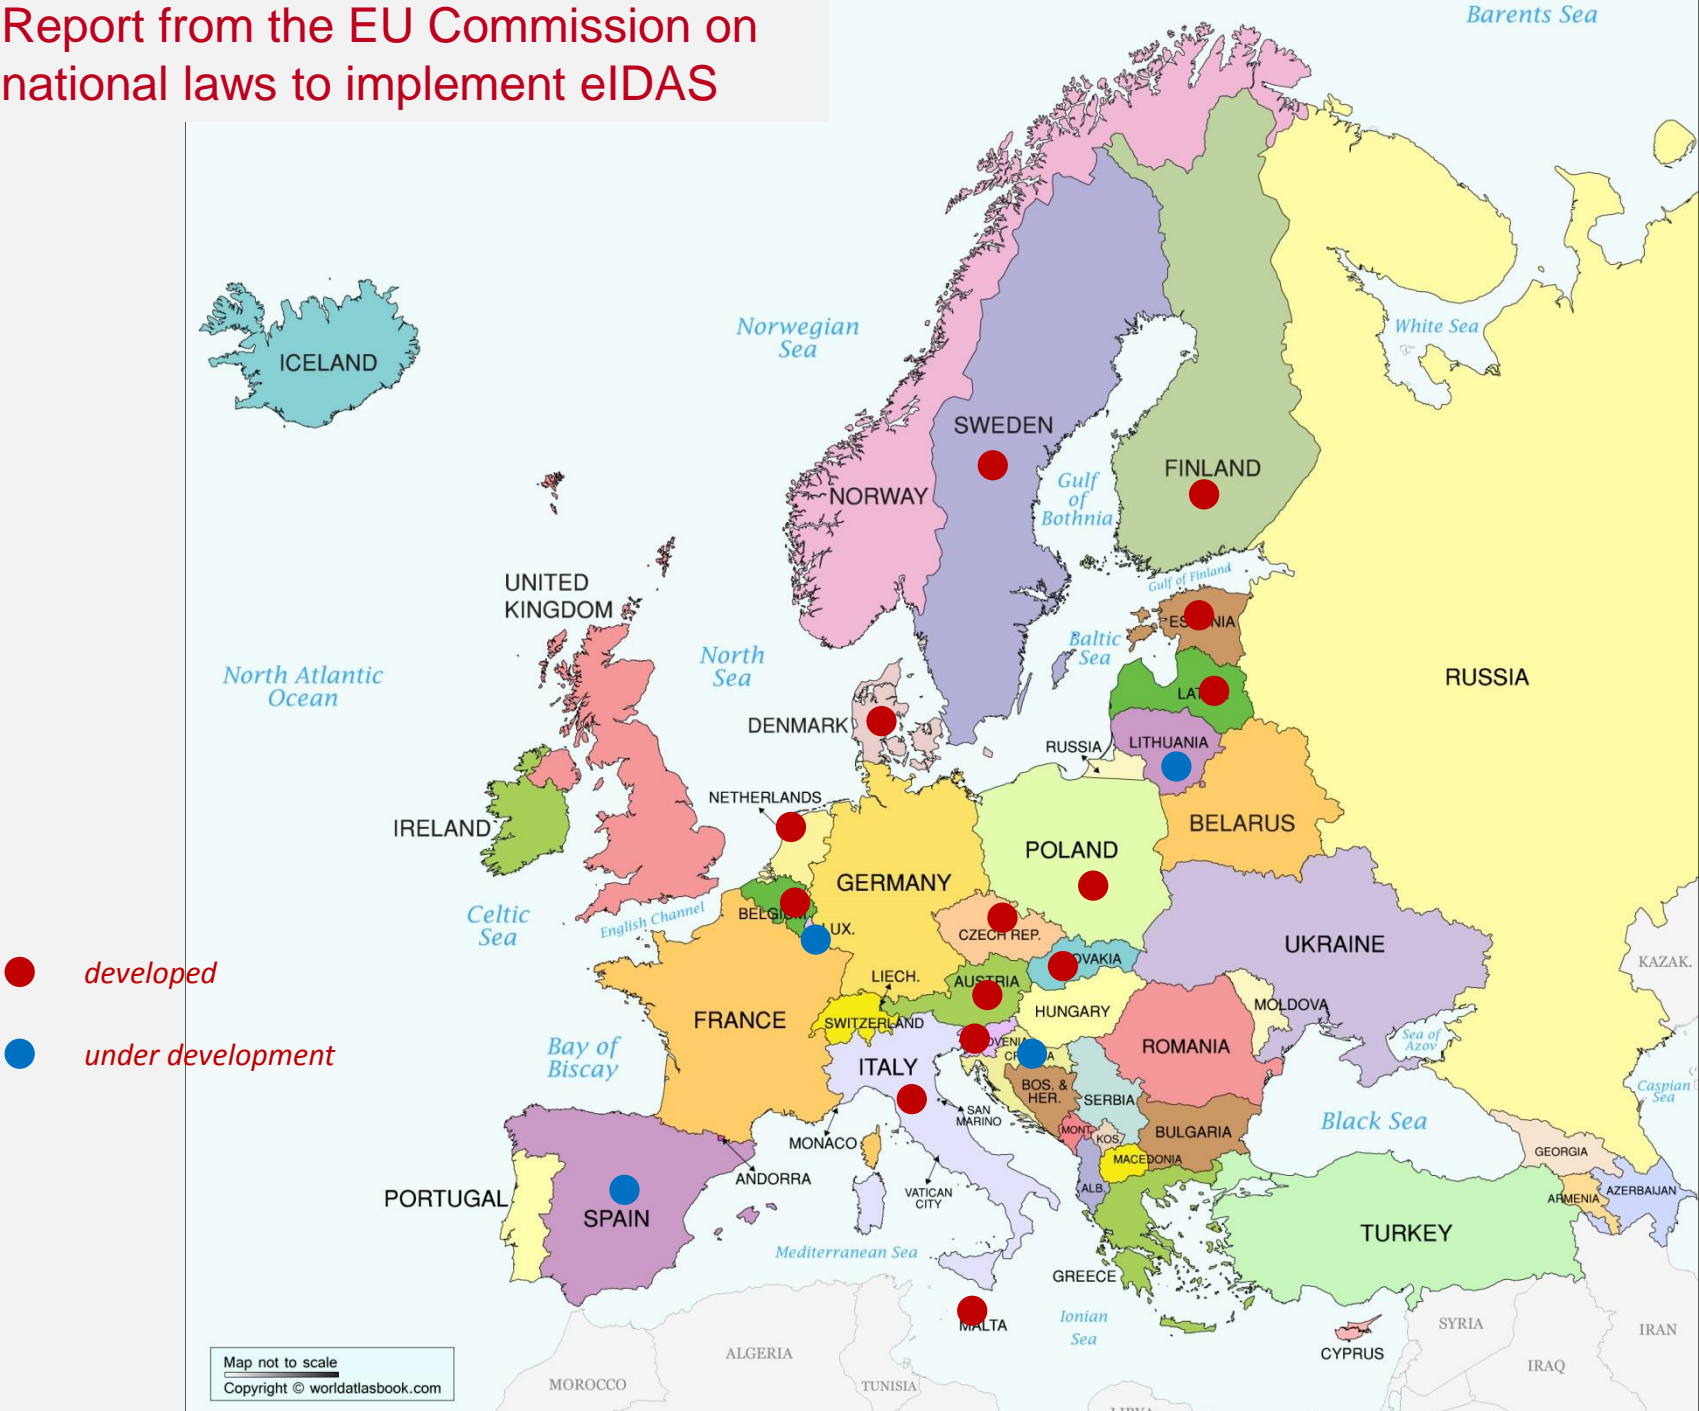 Report from the EU Commission on
national laws to implement eIDAS
Barents Sea
Norwegian
Sea
White Sea
ICELAND
SWEDEN
FINLAND
NORWAY
Gulf
of
Bothnia
Gulf of Finland
UNITED
KINGDOM
Baltic
Sea
North
Sea
North Atlantic
Ocean
RUSSIA
DENMARK
RUSSIA
LITHUANIA
NETHERLANDS
IRELAND
BELARUS
POLAND
GERMANY
Celtic
Sea
English Channel
LUX.
CZECH REP.
UKRAINE
KAZAK.
developed
LIECH.
HUNGARY
MOLDOVA
FRANCE
SWITZERLAND
Sea of
Azov
under development
Bay of
Biscay
ITALY
ROMANIA
BOS. &
HER.
SERBIA
Caspian
Sea
SAN
MARINO
Black Sea
MONT.
KOS.
BULGARIA
MONACO
MACEDONIA
GEORGIA
ANDORRA
ALB.
VATICAN
CITY
ARMENIA
AZERBAIJAN
PORTUGAL
SPAIN
TURKEY
Mediterranean Sea
GREECE
MALTA
Ionian
Sea
CYPRUS
SYRIA
IRAN
IRAQ
ALGERIA
TUNISIA
MOROCCO
Map not to scale
Copyright © worldatlasbook.com